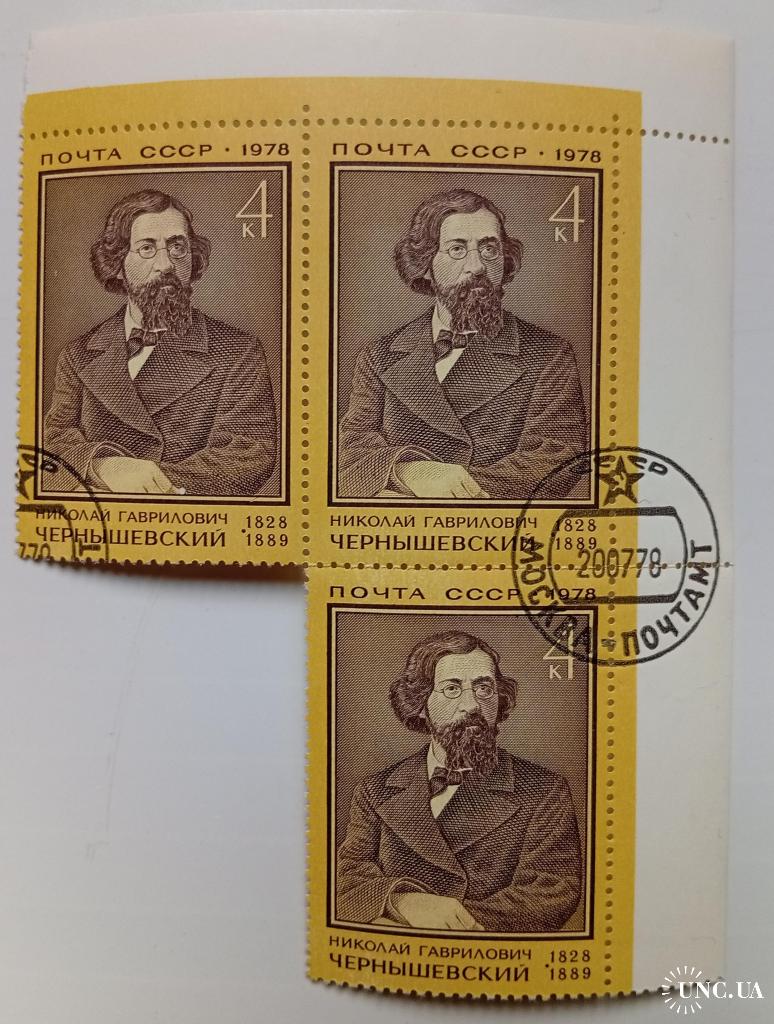 ПОЧТА СССР · 1978
4
к
НИКОЛАЙ ГАВРИЛОВИЧ
ЧЕРНЫШЕВСКИЙ
1828
1889
ПОЧТА СССР · 1978
4
к
НИКОЛАЙ ГАВРИЛОВИЧ
ЧЕРНЫШЕВСКИЙ
1828
1889
СССР
200778
МОСКВА - ПОЧТАМТ
ПОЧТА СССР · 1978
4
к
НИКОЛАЙ ГАВРИЛОВИЧ
ЧЕРНЫШЕВСКИЙ
1828
1889
UNC.UA